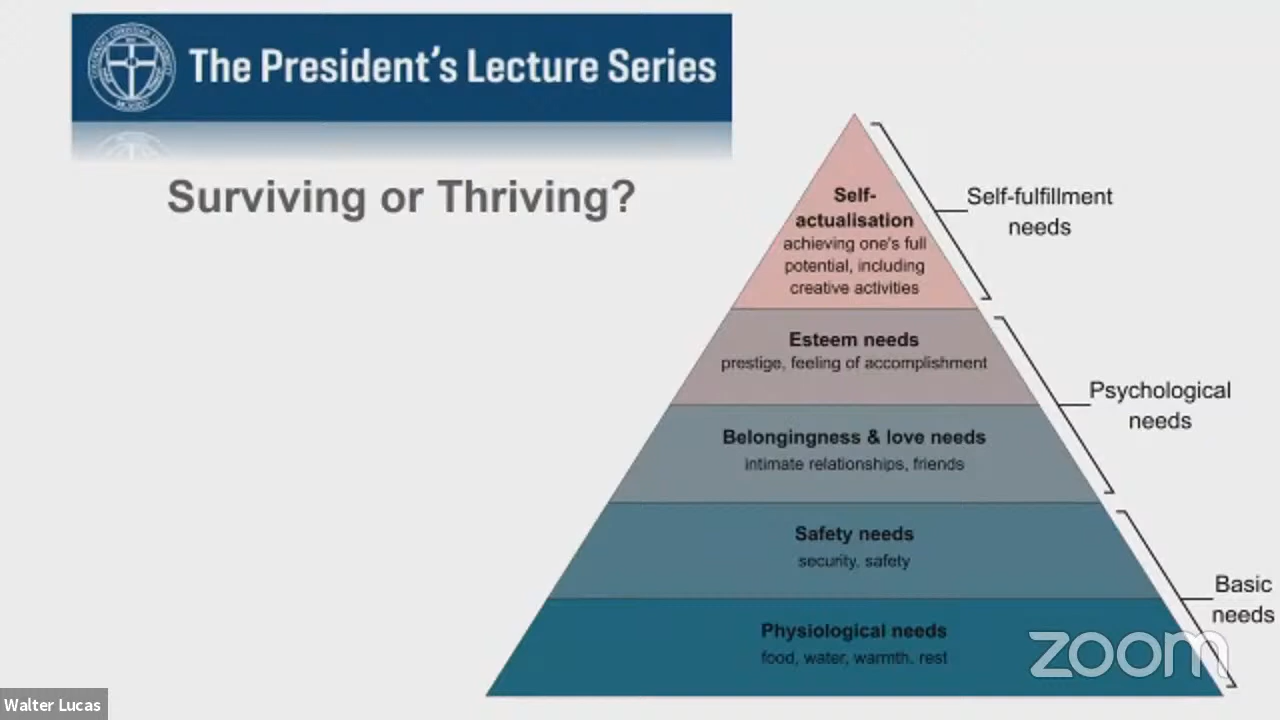 The President's Lecture Series
Surviving or Thriving?
Self-
actualisation
achieving one's full
potential, including
creative activities
Self-fulfillment
needs
Esteem needs
prestige, feeling of accomplishment
Psychological
needs
Belongingness & love needs
intimate relationships, friends
Safety needs
security, safety
Basic
needs
Physiological needs
food, water, warmth, rest
zoom
Walter Lucas